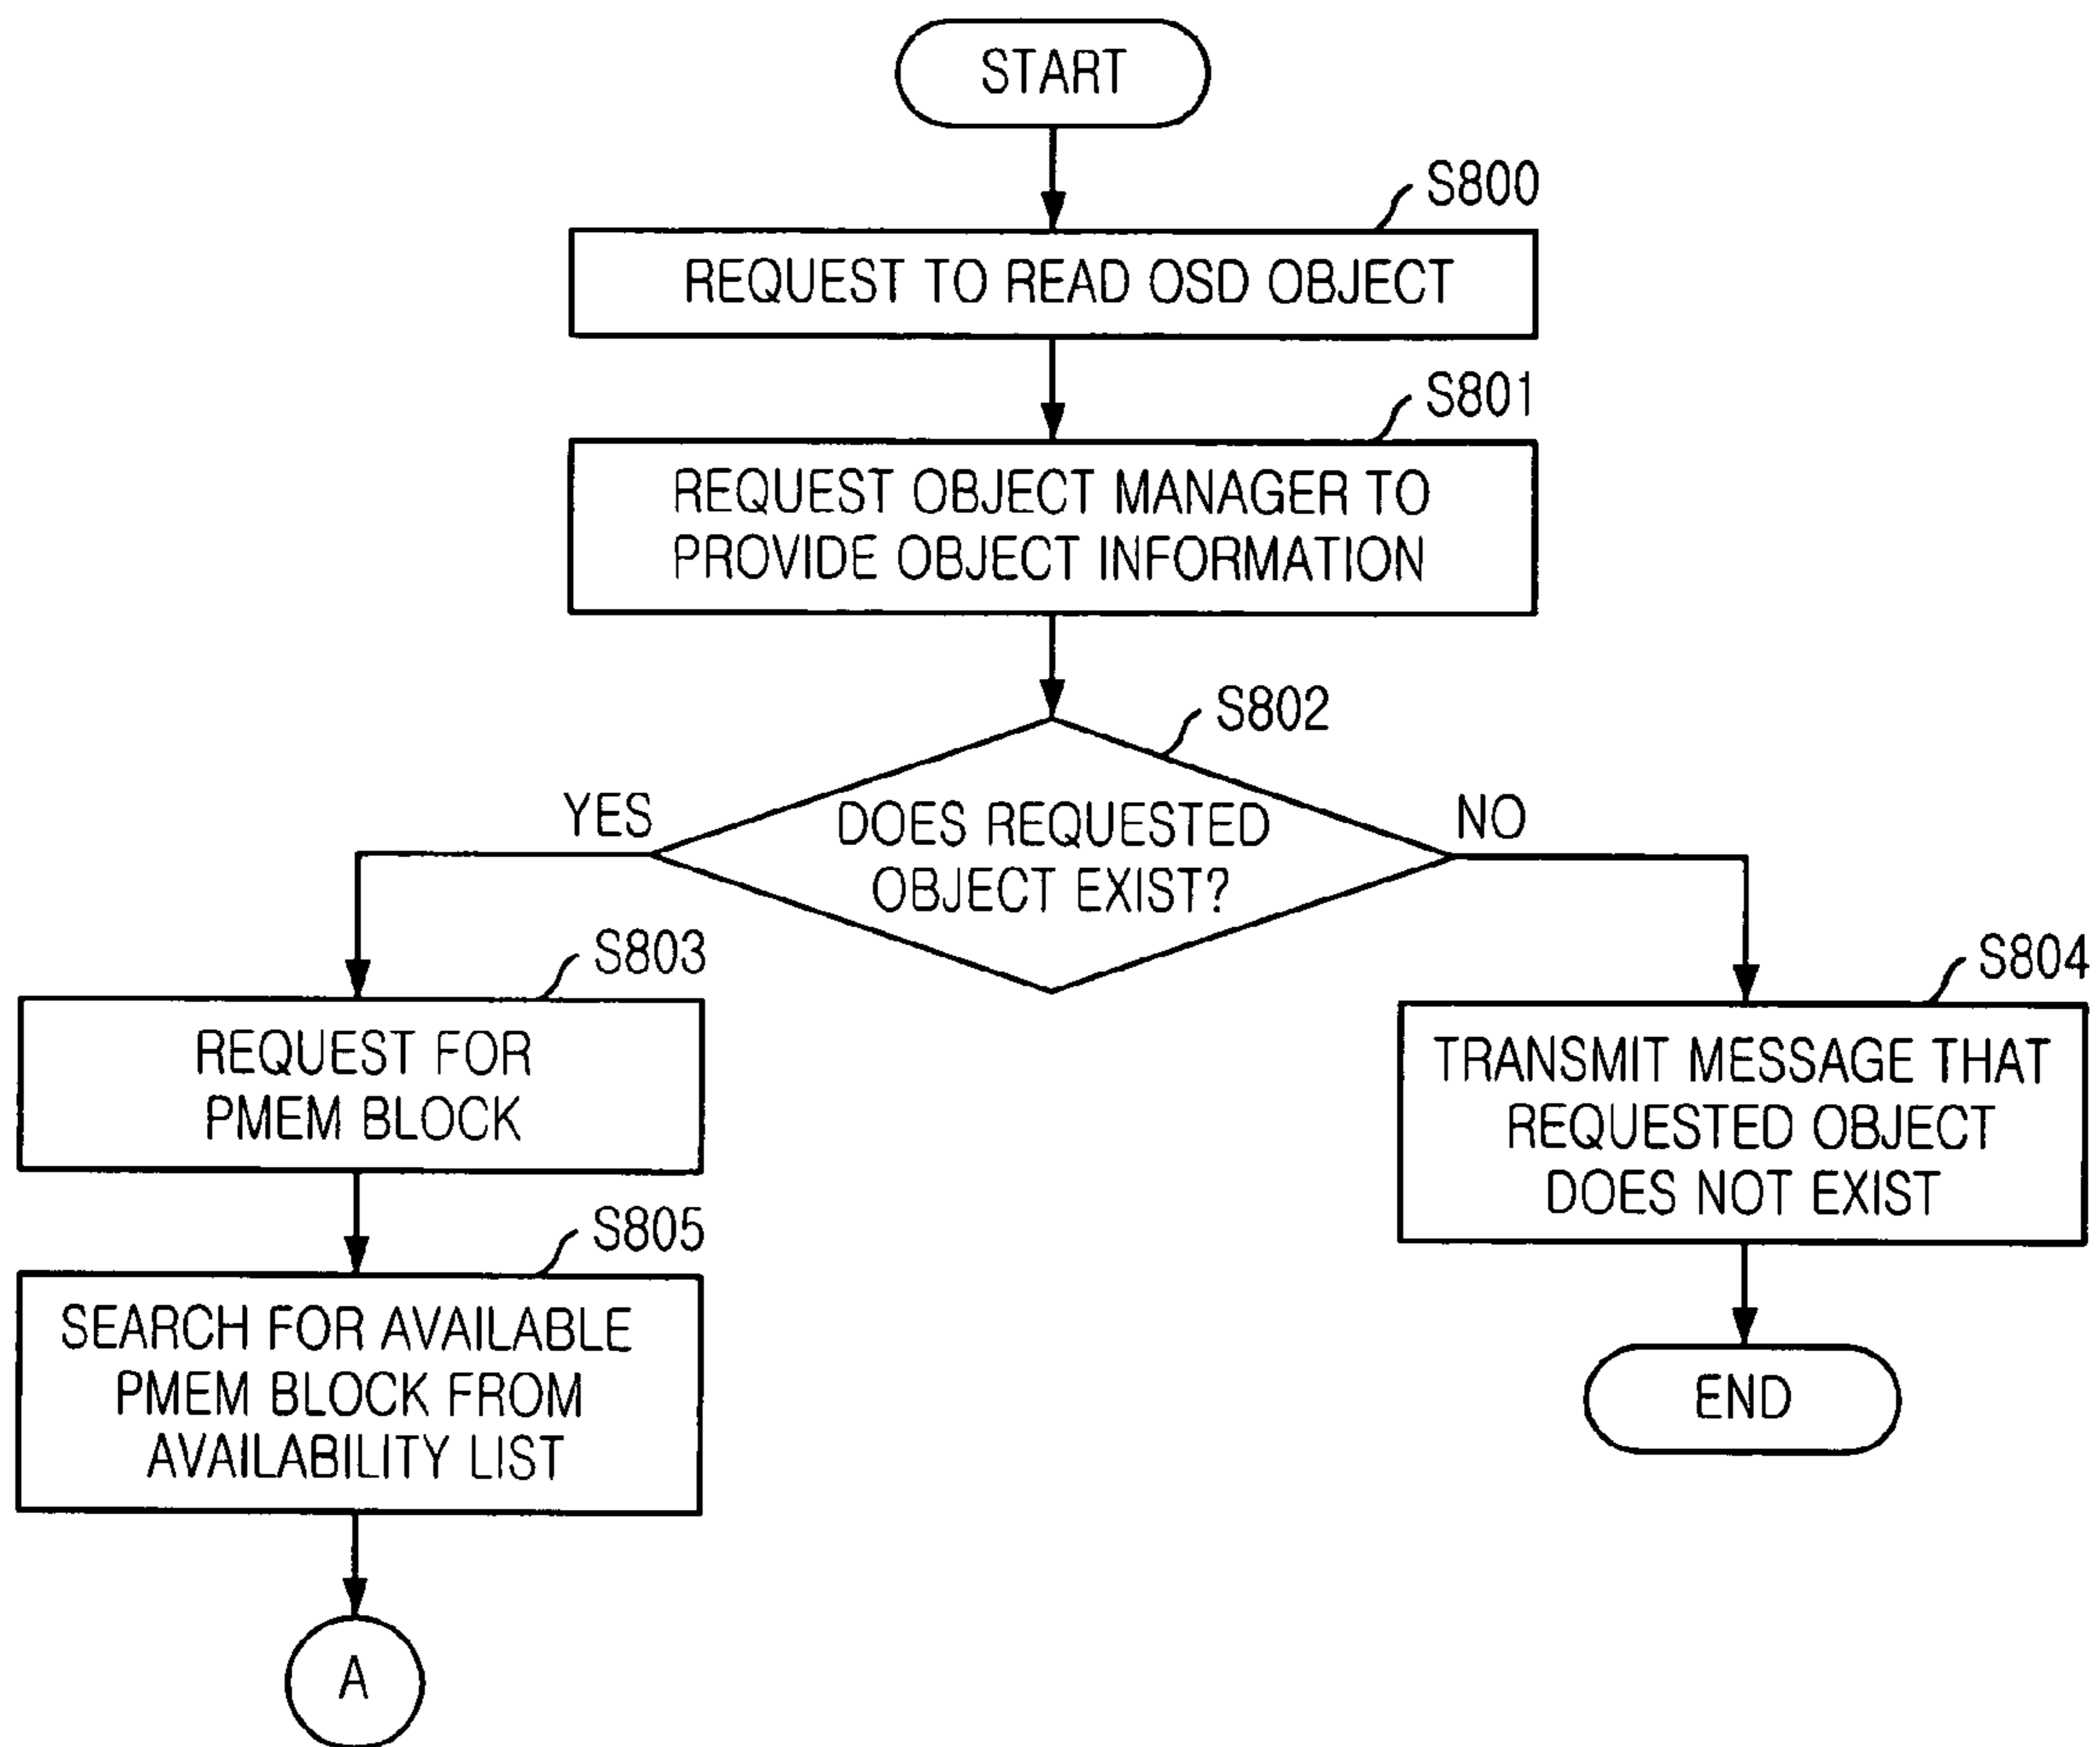 START
S800
REQUEST TO READ OSD OBJECT
S801
REQUEST OBJECT MANAGER TO
PROVIDE OBJECT INFORMATION
S802
YES
DOES REQUESTED
OBJECT EXIST?
NO
S803
REQUEST FOR
PMEM BLOCK
S804
TRANSMIT MESSAGE THAT
REQUESTED OBJECT
DOES NOT EXIST
S805
SEARCH FOR AVAILABLE
PMEM BLOCK FROM
AVAILABILITY LIST
END
A